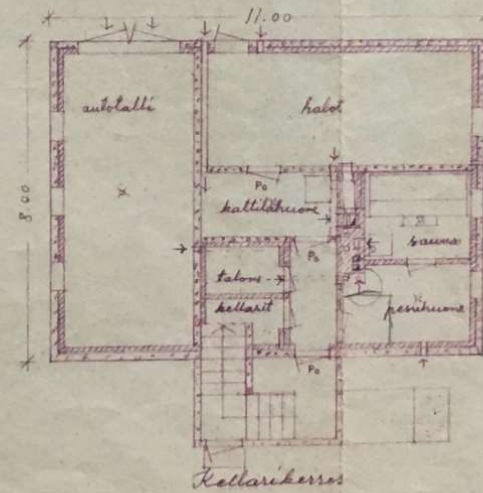 11.00
8.00
autotalli
halot
Po
kattilahuone
sauna
Po
talous-
kellarit
pesuhuone
Po
Kellarikerros